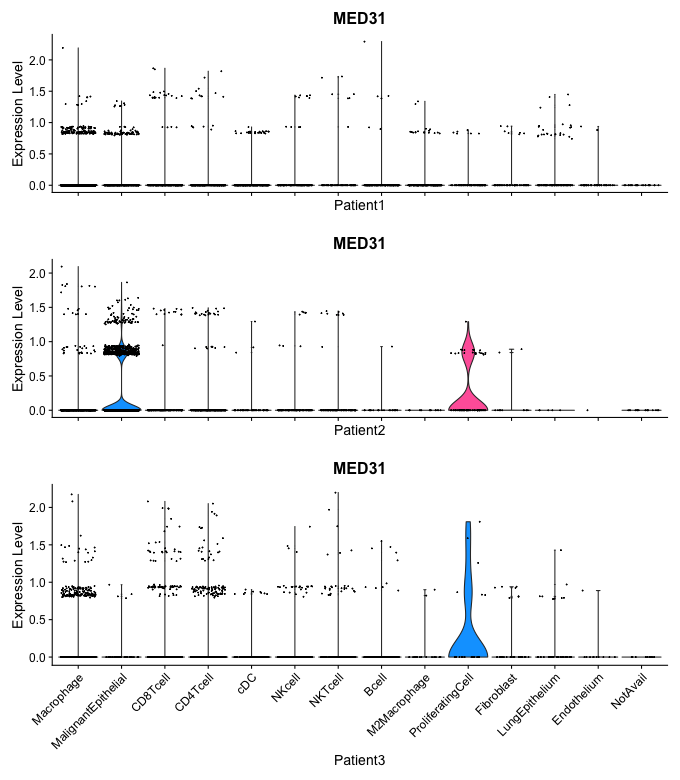 MED31
Expression Level
2.0
1.5
1.0
0.5
0.0
Patient1
MED31
Expression Level
2.0
1.5
1.0
0.5
0.0
Patient2
MED31
Expression Level
2.0
1.5
1.0
0.5
0.0
Macrophage
MalignantEpithelial
CD8Tcell
CD4Tcell
cDC
NKcell
NKTcell
Bcell
M2Macrophage
ProliferatingCell
Fibroblast
LungEpithelium
Endothelium
NotAvail
Patient3